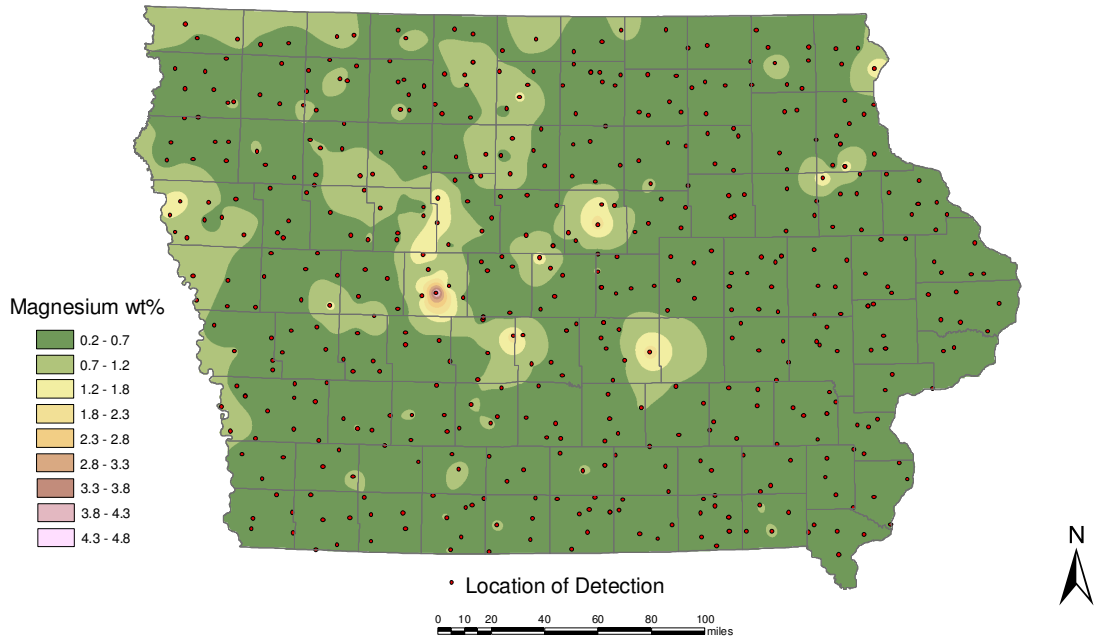 Magnesium wt%
0.2 - 0.7
0.7 - 1.2
1.2 - 1.8
1.8 - 2.3
2.3 - 2.8
2.8 - 3.3
3.3 - 3.8
3.8 - 4.3
4.3 - 4.8
N
Location of Detection
0 10 20 40 60 80 100
miles